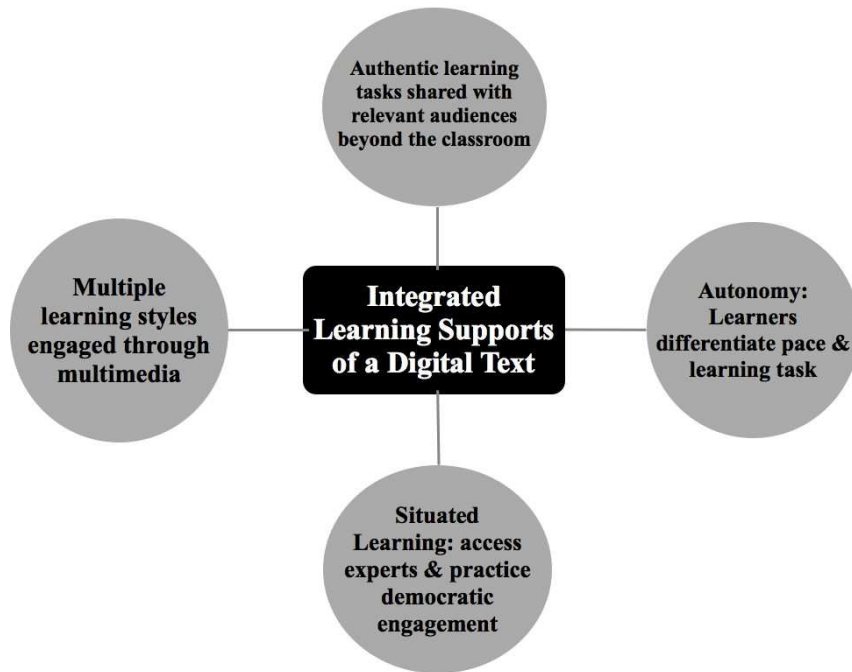 Authentic learning
tasks shared with
relevant audiences
beyond the classroom
Multiple
learning styles
engaged through
multimedia
Integrated
Learning Supports
of a Digital Text
Autonomy:
Learners
differentiate pace &
learning task
Situated
Learning: access
experts & practice
democratic
engagement